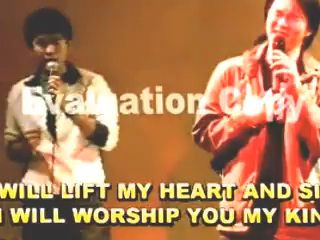 Evaluation Copy
WILL LIFT MY HEART AND SI
I WILL WORSHIP YOU MY KIN